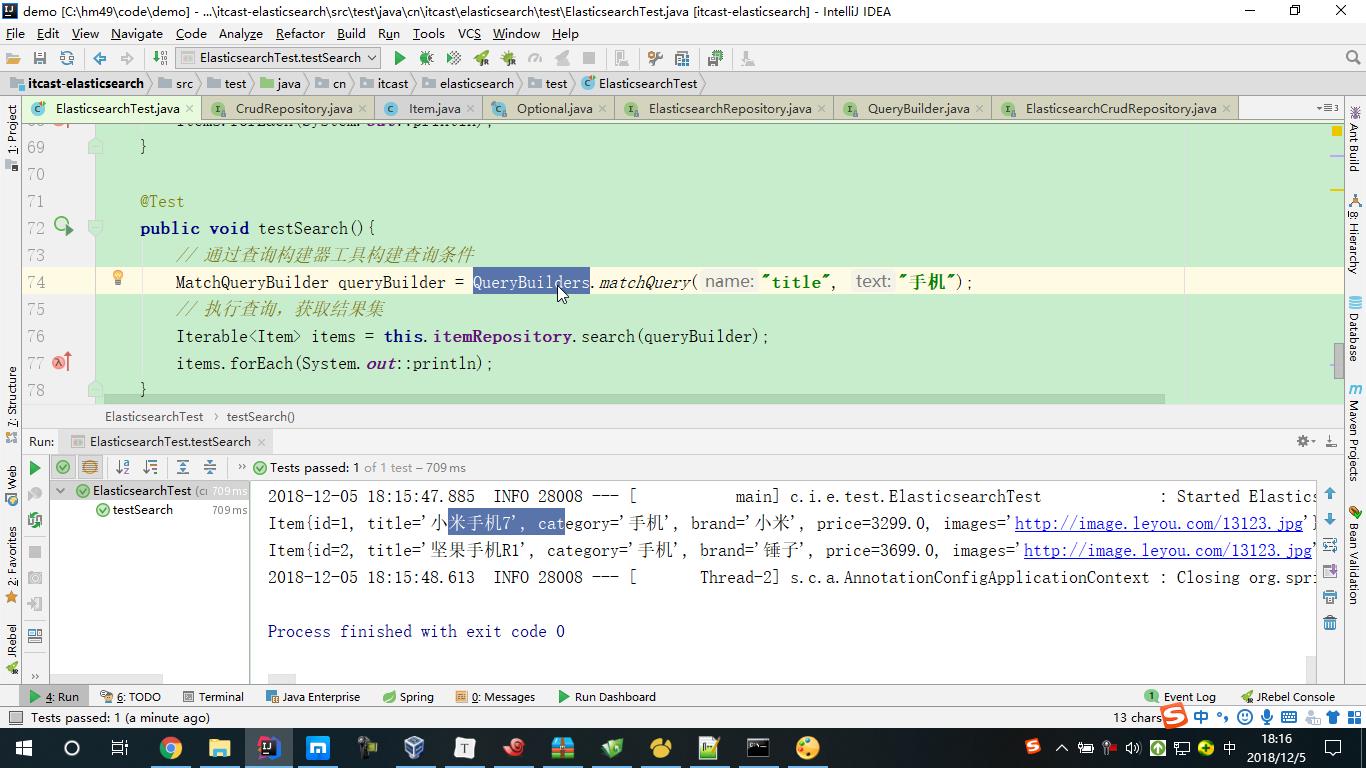 demo [C:\hm49\code\demo] - ...\itcast-elasticsearch\src\test\java\cn\itcast\elasticsearch\test\ElasticsearchTest.java [itcast-elasticsearch] - IntelliJ IDEA
File Edit View Navigate Code Analyze Refactor Build Run Tools VCS Window Help
ElasticsearchTest.testSearch
itcast-elasticsearch src test java cn itcast elasticsearch test ElasticsearchTest
ElasticsearchTest.java CrudRepository.java Item.java Optional.java ElasticsearchRepository.java QueryBuilder.java ElasticsearchCrudRepository.java
68 items.forEach(System.out::println);
69 }
70
71 @Test
72 public void testSearch(){
73 // 通过查询构建器工具构建查询条件
74 MatchQueryBuilder queryBuilder = QueryBuilders.matchQuery( name: "title", text: "手机");
75 // 执行查询，获取结果集
76 Iterable<Item> items = this.itemRepository.search(queryBuilder);
77 items.forEach(System.out::println);
78 }
ElasticsearchTest testSearch()
Run: ElasticsearchTest.testSearch
Tests passed: 1 of 1 test – 709 ms
ElasticsearchTest (ci 709 ms
testSearch 709 ms
2018-12-05 18:15:47.885 INFO 28008 --- [ main] c.i.e.test.ElasticsearchTest : Started Elastics
Item{id=1, title='小米手机7', category='手机', brand='小米', price=3299.0, images='http://image.leyou.com/13123.jpg'}
Item{id=2, title='坚果手机R1', category='手机', brand='锤子', price=3699.0, images='http://image.leyou.com/13123.jpg'
2018-12-05 18:15:48.613 INFO 28008 --- [ Thread-2] s.c.a.AnnotationConfigApplicationContext : Closing org.spri
Process finished with exit code 0
1: Project
7: Structure
Web
2: Favorites
JRebel
Ant Build
8: Hierarchy
Database
Maven Projects
Bean Validation
4: Run 6: TODO Terminal Java Enterprise Spring 0: Messages Run Dashboard 1 Event Log JRebel Console
Tests passed: 1 (a minute ago) 13 chars 中
中 18:16
2018/12/5